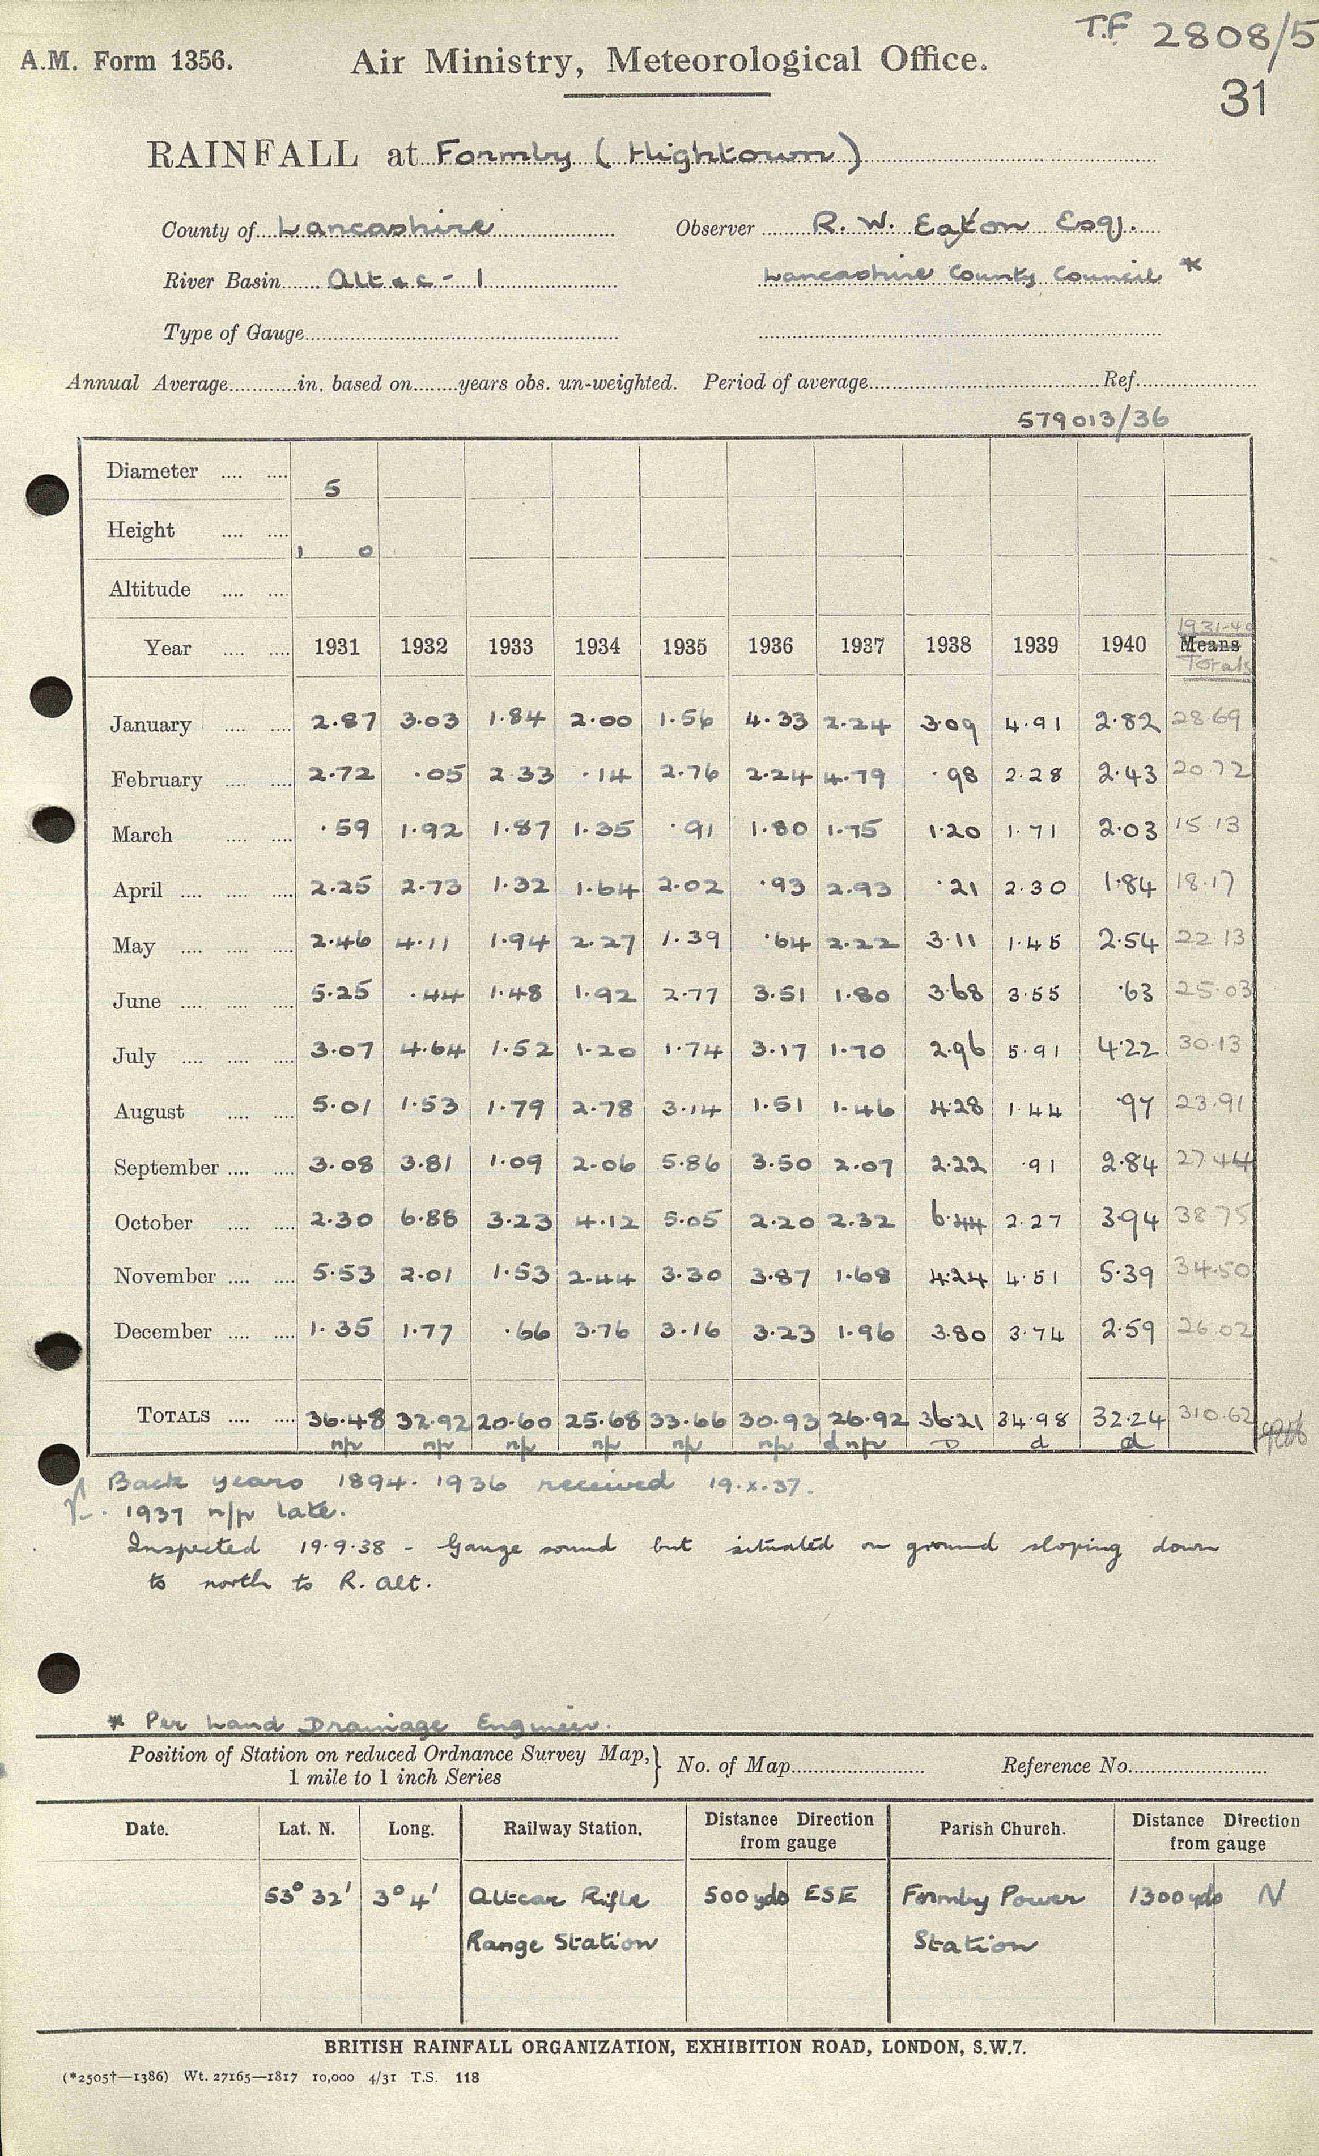 T.F 2808/5
A.M. Form 1356. Air Ministry, Meteorological Office.
31
RAINFALL at Formby (Hightown)
County of Lancashire Observer R. W. Eaton Esq.
River Basin Alt &c - 1 Lancashire County Council *
Type of Gauge
Annual Average in. based on years obs. un-weighted. Period of average Ref.
579013/36
Diameter 5
Height 1 0
Altitude
1931-40
Year 1931 1932 1933 1934 1935 1936 1937 1938 1939 1940 Means
Totals
January 2.87 3.03 1.84 2.00 1.56 4.33 2.24 3.09 4.91 2.82 28.69
February 2.72 .05 2.33 .14 2.76 2.24 4.79 .98 2.28 2.43 20.72
March .59 1.92 1.87 1.35 .91 1.80 1.75 1.20 1.71 2.03 15.13
April 2.25 2.73 1.32 1.64 2.02 .93 2.93 .21 2.30 1.84 18.17
May 2.46 4.11 1.94 2.27 1.39 .64 2.22 3.11 1.45 2.54 22.13
June 5.25 .44 1.48 1.92 2.77 3.51 1.80 3.68 3.55 .63 25.03
July 3.07 4.64 1.52 1.20 1.74 3.17 1.70 2.96 5.91 4.22 30.13
August 5.01 1.53 1.79 2.78 3.14 1.51 1.46 4.28 1.44 .97 23.91
September 3.08 3.81 1.09 2.06 5.86 3.50 2.07 2.22 .91 2.84 27.44
October 2.30 6.88 3.23 4.12 5.05 2.20 2.32 6.44 2.27 3.94 38.75
November 5.53 2.01 1.53 2.44 3.30 3.87 1.68 4.24 4.51 5.39 34.50
December 1.35 1.77 .66 3.76 3.16 3.23 1.96 3.80 3.74 2.59 26.02
TOTALS 36.48 32.92 20.60 25.68 33.66 30.93 26.92 36.21 34.98 32.24 310.62
n/p n/p n/p n/p n/p n/p d n/p D d d
Back years 1894-1936 received 19.X.37.
1937 n/p late.
Inspected 19.9.38 - Gauge sound but situated on ground sloping down
to north to R. Alt.
* Per Land Drainage Engineer.
Position of Station on reduced Ordnance Survey Map, } No. of Map Reference No.
1 mile to 1 inch Series
Date. Lat. N. Long. Railway Station. Distance Direction from gauge Parish Church. Distance Direction from gauge
53° 32' 3° 4' Altcar Rifle 500 yds ESE Formby Power 1300 yds N
Range Station Station
BRITISH RAINFALL ORGANIZATION, EXHIBITION ROAD, LONDON, S.W.7.
(*2505†—1386) Wt. 27165—1817 10,000 4/31 T.S. 118